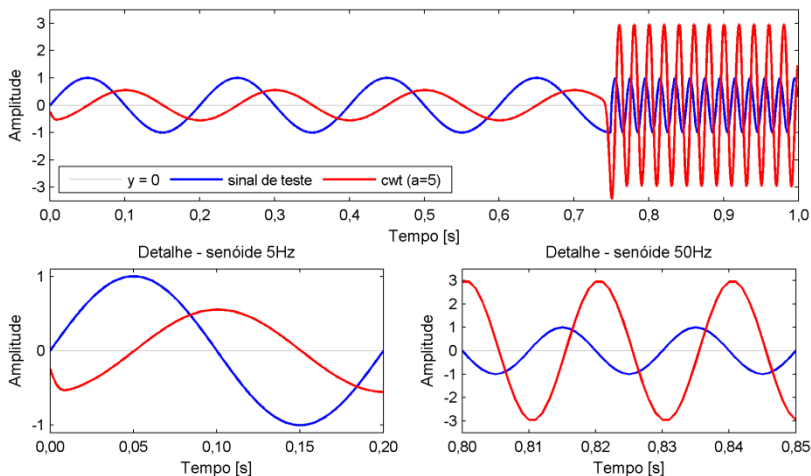 3
2
1
0
-1
-2
-3
Amplitude
y = 0 sinal de teste cwt (a=5)
0,0 0,1 0,2 0,3 0,4 0,5 0,6 0,7 0,8 0,9 1,0
Tempo [s]
Detalhe - senóide 5Hz
1
0
-1
Amplitude
0,00 0,05 0,10 0,15 0,20
Tempo [s]
Detalhe - senóide 50Hz
3
2
1
0
-1
-2
-3
Amplitude
0,80 0,81 0,82 0,83 0,84 0,85
Tempo [s]